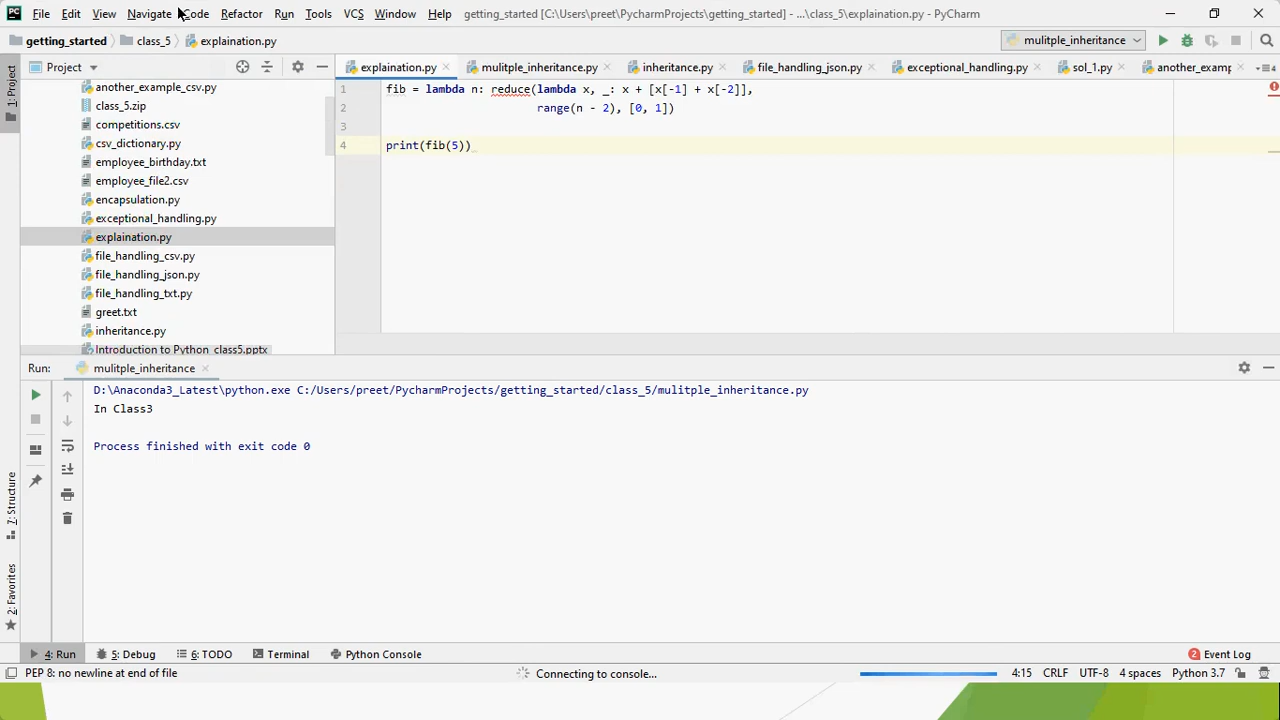 PC File Edit View Navigate Code Refactor Run Tools VCS Window Help getting_started [C:\Users\preet\PycharmProjects\getting_started] - ...\class_5\explaination.py - PyCharm
getting_started class_5 explaination.py mulitple_inheritance
1: Project
Project
explaination.py mulitple_inheritance.py inheritance.py file_handling_json.py exceptional_handling.py sol_1.py another_examp 4
another_example_csv.py
class_5.zip
competitions.csv
csv_dictionary.py
employee_birthday.txt
employee_file2.csv
encapsulation.py
exceptional_handling.py
explaination.py
file_handling_csv.py
file_handling_json.py
file_handling_txt.py
greet.txt
inheritance.py
Introduction to Python_class5.pptx
1 fib = lambda n: reduce(lambda x, _: x + [x[-1] + x[-2]],
2 range(n - 2), [0, 1])
3
4 print(fib(5))
Run: mulitple_inheritance
D:\Anaconda3_Latest\python.exe C:/Users/preet/PycharmProjects/getting_started/class_5/mulitple_inheritance.py
In Class3
Process finished with exit code 0
7: Structure
2: Favorites
4: Run 5: Debug 6: TODO Terminal Python Console 2 Event Log
PEP 8: no newline at end of file Connecting to console... 4:15 CRLF UTF-8 4 spaces Python 3.7